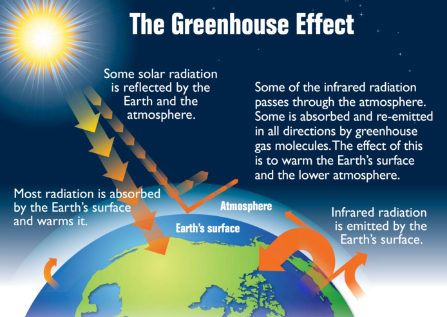 The Greenhouse Effect
Some solar radiation
is reflected by the
Earth and the
atmosphere.
Some of the infrared radiation
passes through the atmosphere.
Some is absorbed and re-emitted
in all directions by greenhouse
gas molecules. The effect of this
is to warm the Earth's surface
and the lower atmosphere.
Most radiation is absorbed
by the Earth's surface
and warms it.
Atmosphere
Earth's surface
Infrared radiation
is emitted by the
Earth's surface.